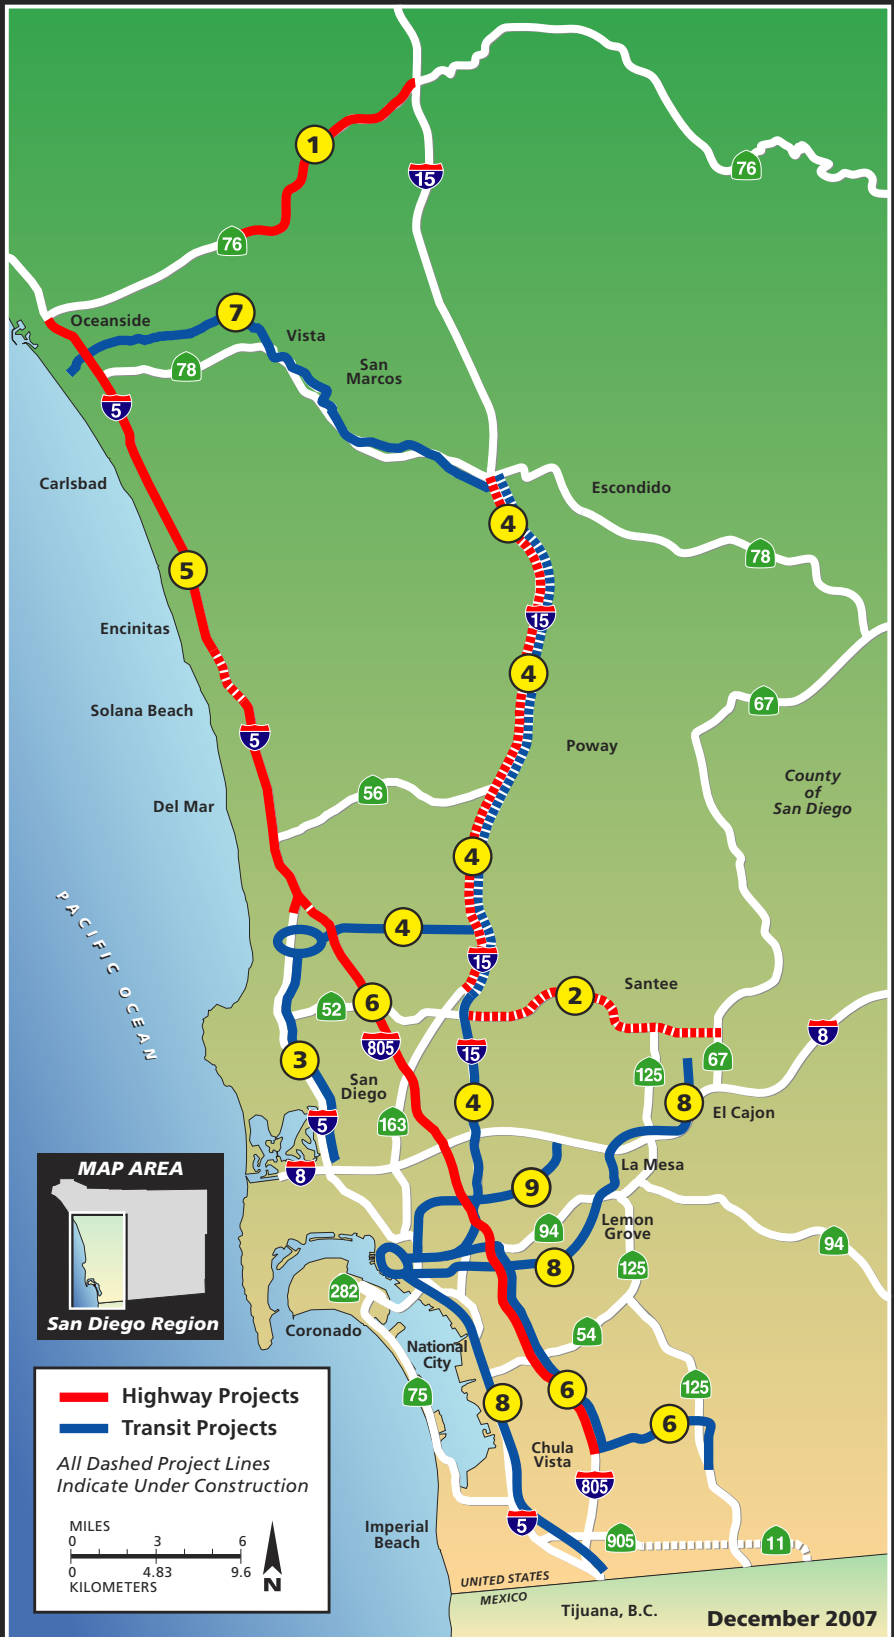 1
15
76
76
Oceanside
7
Vista
San
Marcos
78
5
Carlsbad
Escondido
4
78
5
15
Encinitas
4
67
Solana Beach
5
Poway
County
of
San Diego
56
Del Mar
4
PACIFIC OCEAN
4
15
Santee
2
52
6
8
805
15
67
3
San
Diego
125
4
8
El Cajon
5
163
La Mesa
8
9
MAP AREA
San Diego Region
Lemon
Grove
94
94
8
125
282
Coronado
54
National
City
75
125
6
8
6
Chula
Vista
805
5
Imperial
Beach
905
11
Highway Projects
Transit Projects
All Dashed Project Lines
Indicate Under Construction
MILES
0 3 6
0 4.83 9.6
KILOMETERS
N
UNITED STATES
MEXICO
Tijuana, B.C.
December 2007